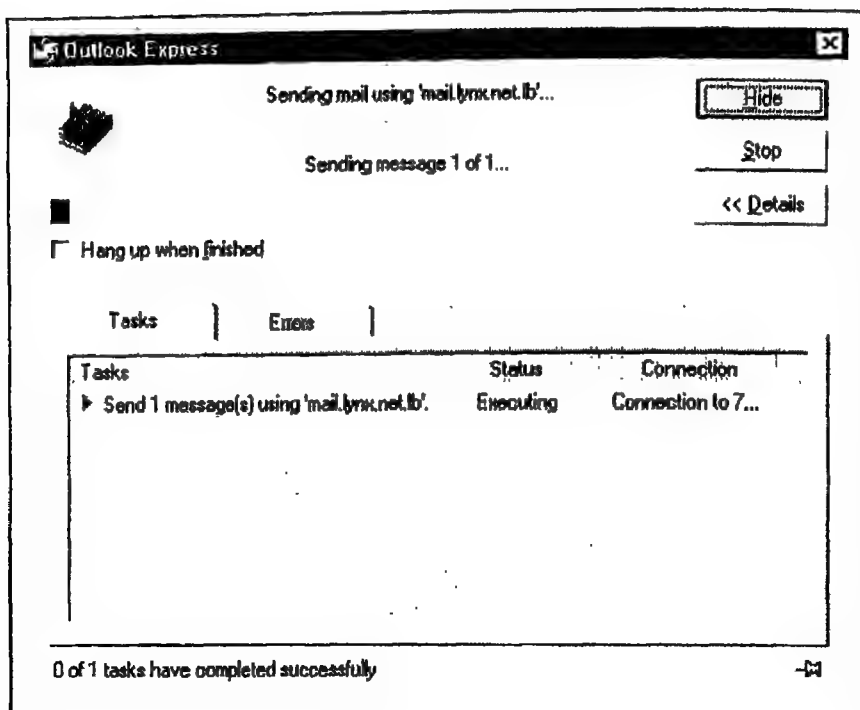 Outlook Express
Sending mail using 'mail.lynx.net.lb'...
Hide
Sending message 1 of 1...
Stop
<< Details
Hang up when finished
Tasks Errors
Tasks Status Connection
Send 1 message(s) using 'mail.lynx.net.lb'. Executing Connection to 7...
0 of 1 tasks have completed successfully